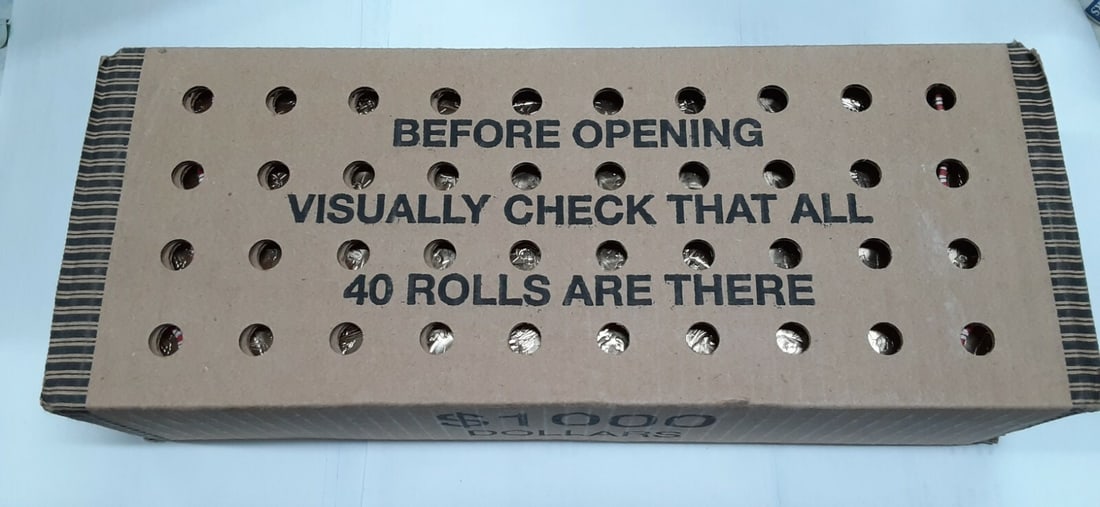 BEFORE OPENING
VISUALLY CHECK THAT ALL
40 ROLLS ARE THERE
$1000
DOLLARS